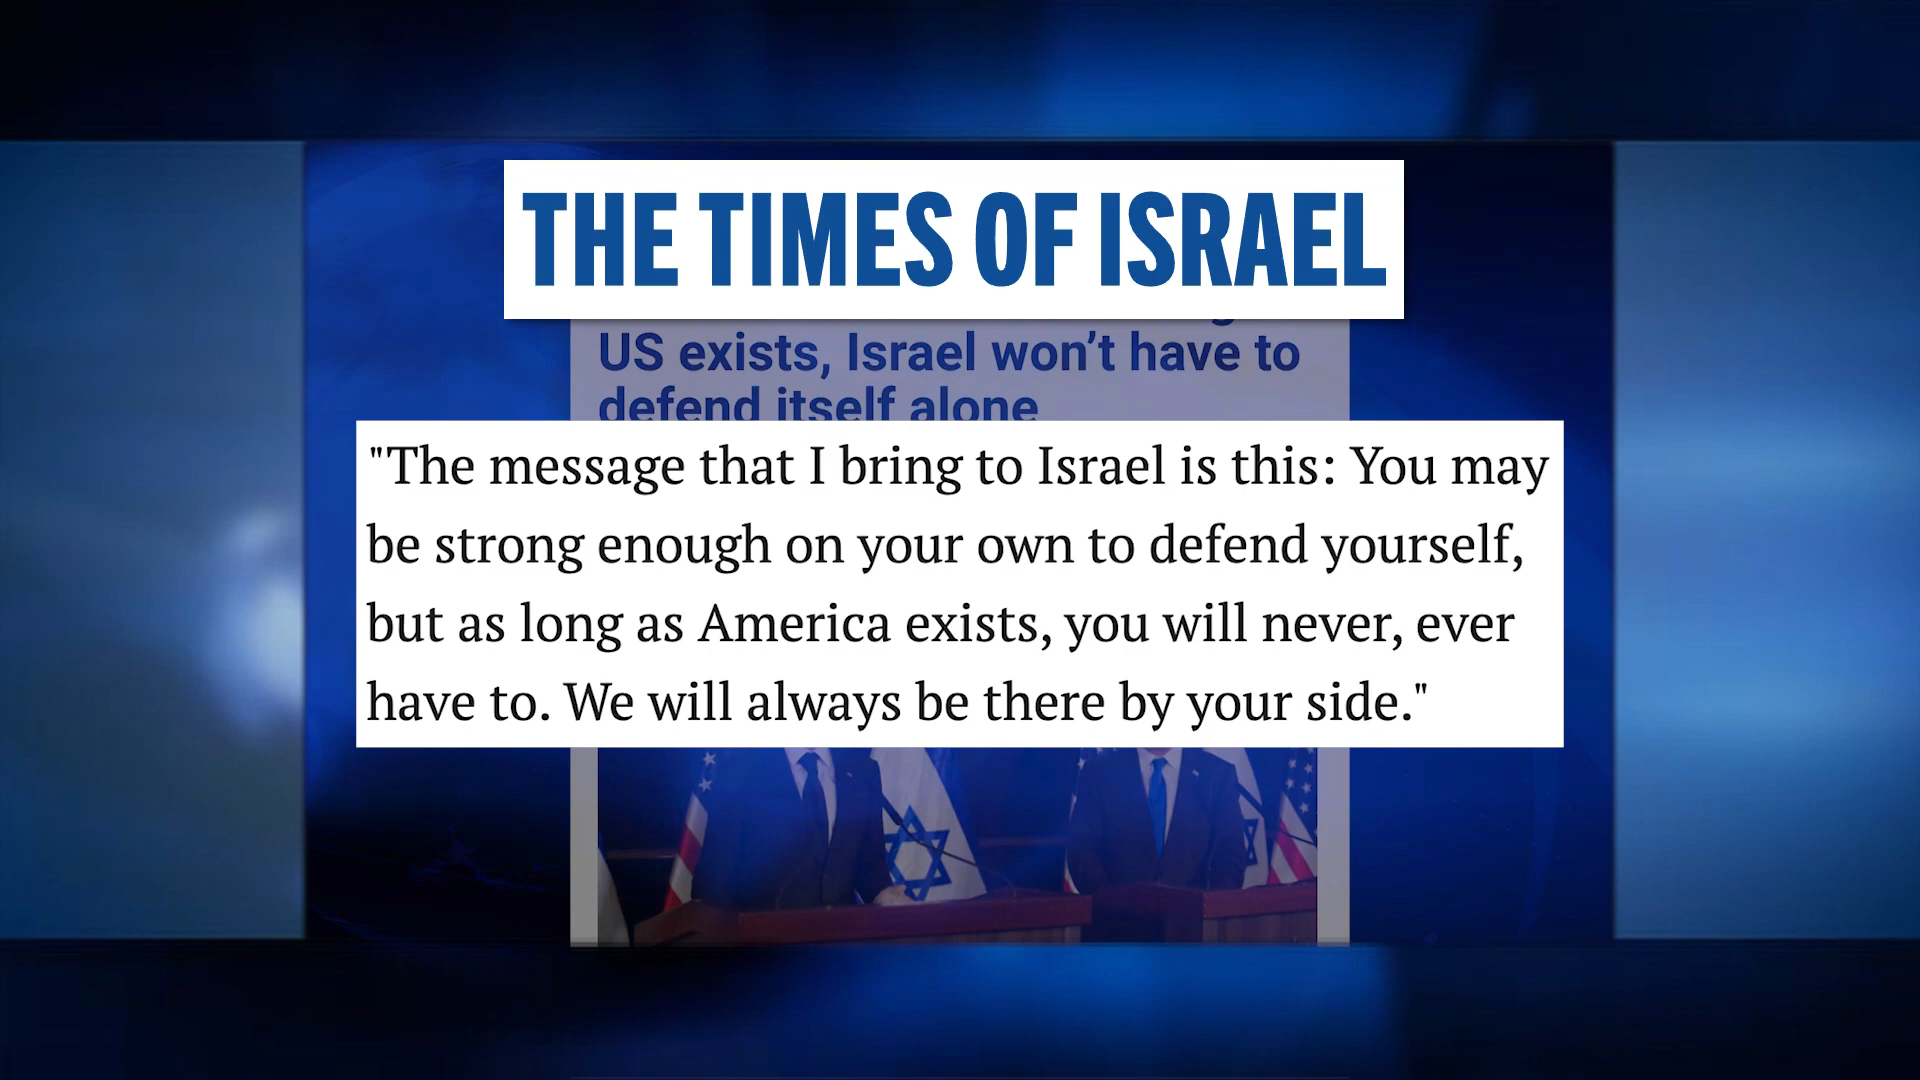 THE TIMES OF ISRAEL
US exists, Israel won’t have to
defend itself alone
"The message that I bring to Israel is this: You may
be strong enough on your own to defend yourself,
but as long as America exists, you will never, ever
have to. We will always be there by your side."